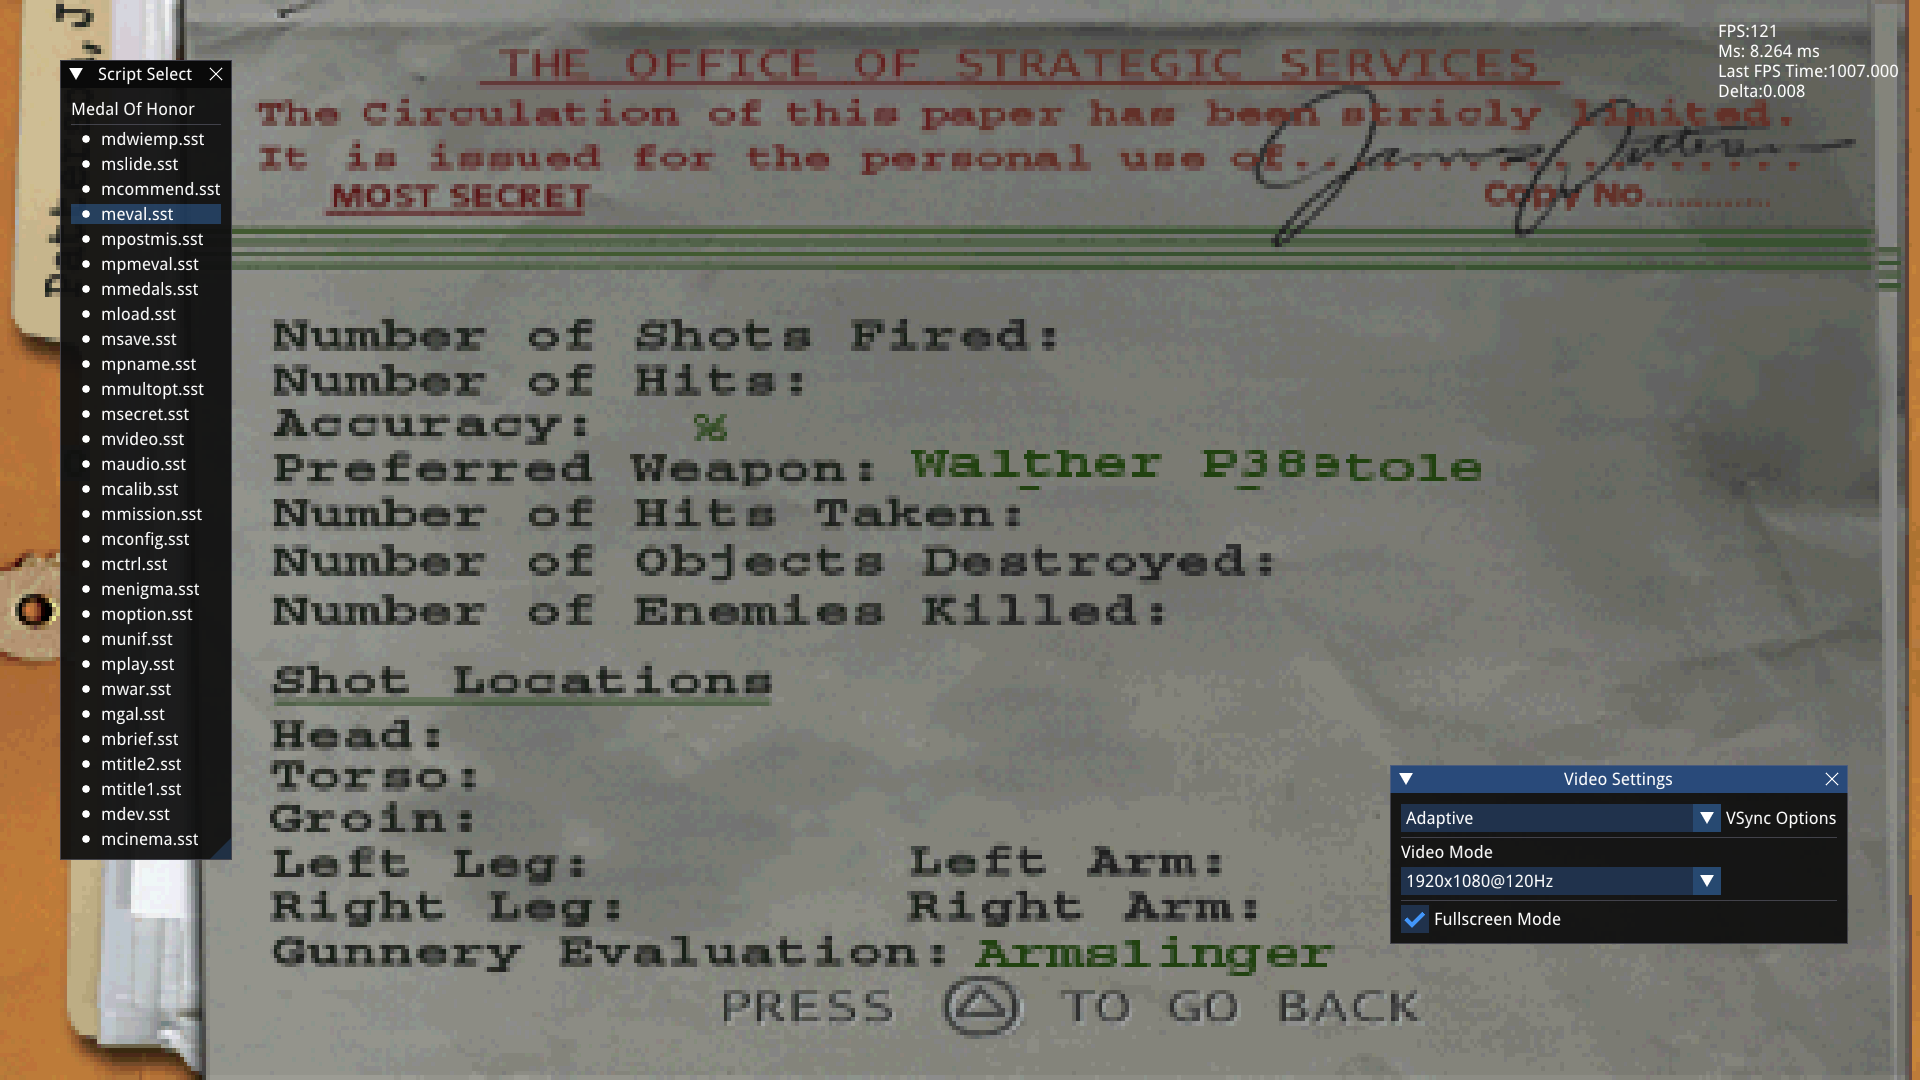 THE OFFICE OF STRATEGIC SERVICES
The Circulation of this paper has been stricly limited.
It is issued for the personal use of..................
James Patterson
MOST SECRET
Copy No.............
FPS:121
Ms: 8.264 ms
Last FPS Time:1007.000
Delta:0.008
Script Select
Medal Of Honor
mdwiemp.sst
mslide.sst
mcommend.sst
meval.sst
mpostmis.sst
mpmeval.sst
mmedals.sst
mload.sst
msave.sst
mpname.sst
mmultopt.sst
msecret.sst
mvideo.sst
maudio.sst
mcalib.sst
mmission.sst
mconfig.sst
mctrl.sst
menigma.sst
moption.sst
munif.sst
mplay.sst
mwar.sst
mgal.sst
mbrief.sst
mtitle2.sst
mtitle1.sst
mdev.sst
mcinema.sst
Number of Shots Fired:
Number of Hits:
Accuracy: %
Preferred Weapon: Walther P38stole
Number of Hits Taken:
Number of Objects Destroyed:
Number of Enemies Killed:
Shot Locations
Head:
Torso:
Groin:
Left Leg: Left Arm:
Right Leg: Right Arm:
Gunnery Evaluation: Armslinger
PRESS TO GO BACK
Video Settings
Adaptive VSync Options
Video Mode
1920x1080@120Hz
Fullscreen Mode